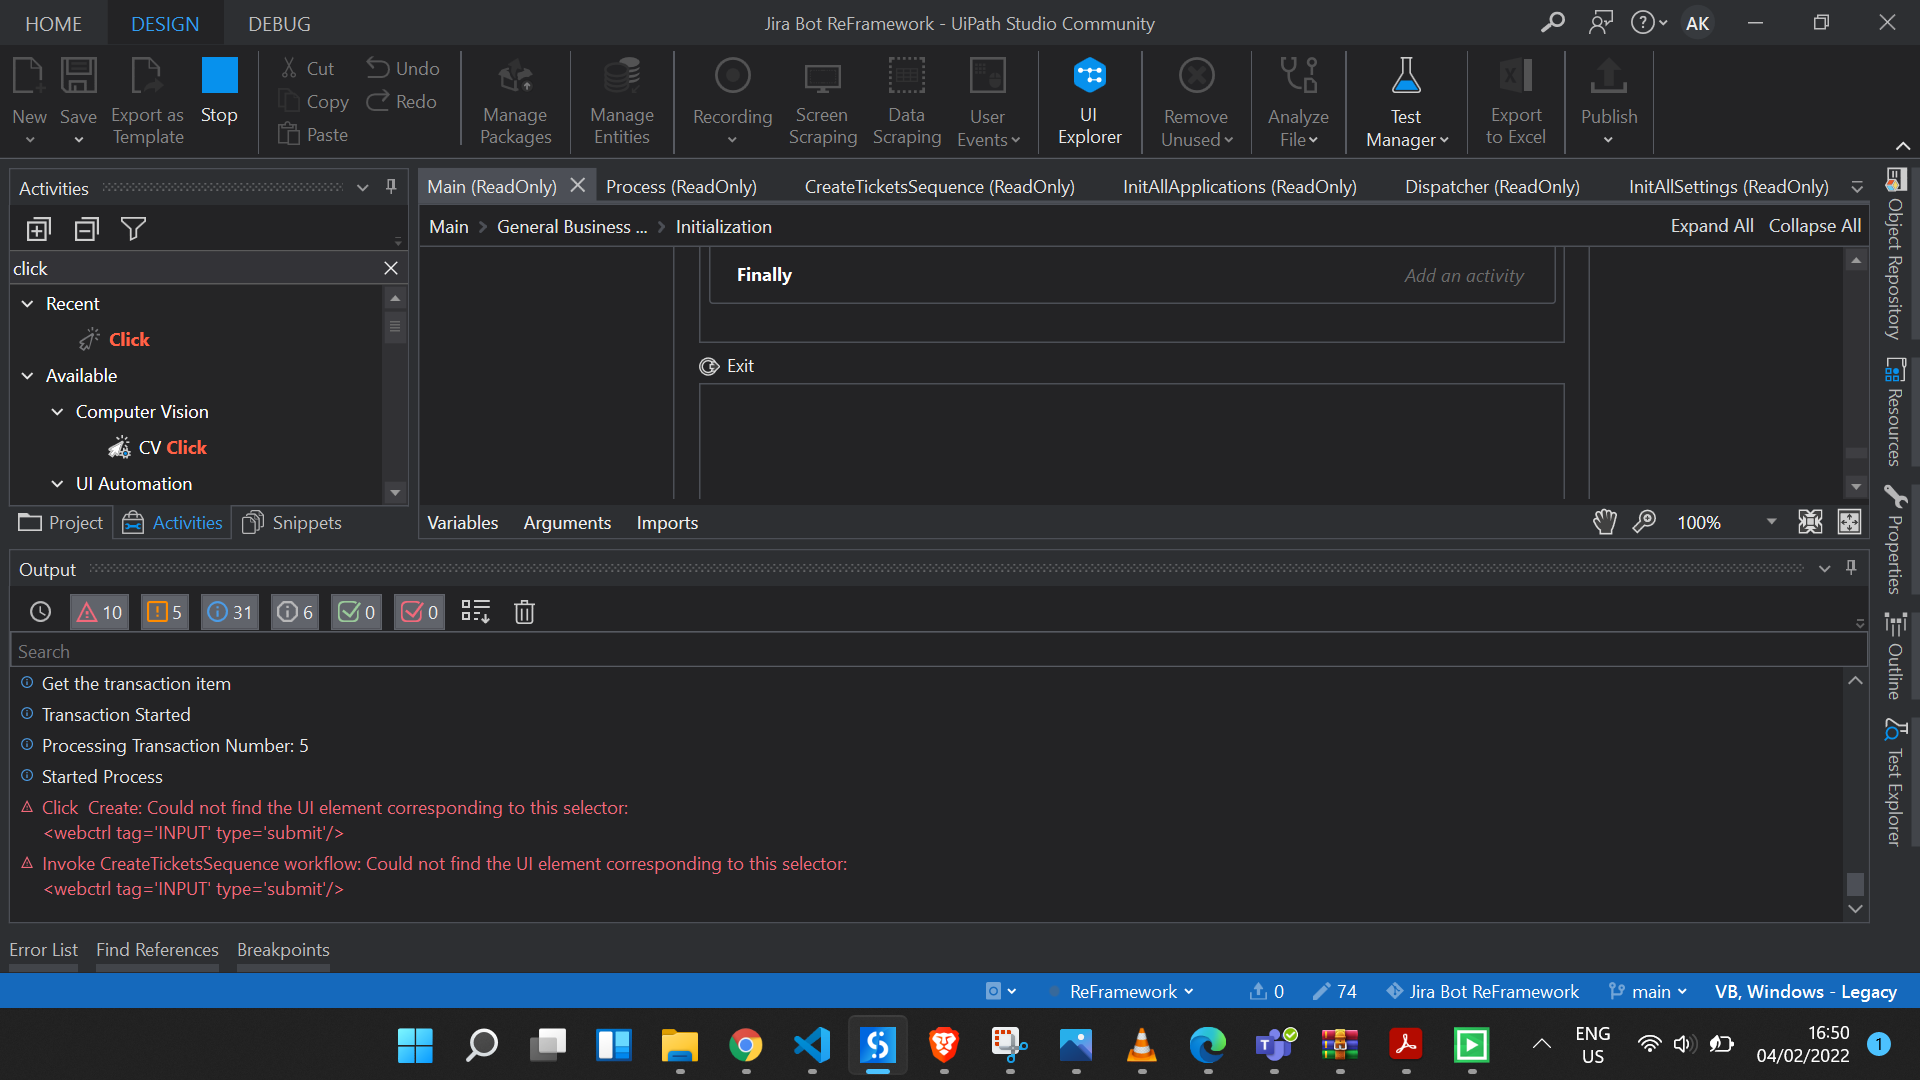 HOME DESIGN DEBUG
Jira Bot ReFramework - UiPath Studio Community
AK
New
Save
Export as Template
Stop
Cut
Copy
Paste
Undo
Redo
Manage Packages
Manage Entities
Recording
Screen Scraping
Data Scraping
User Events
UI Explorer
Remove Unused
Analyze File
Test Manager
Export to Excel
Publish
Activities
click
Recent
Click
Available
Computer Vision
CV Click
UI Automation
Project Activities Snippets
Main (ReadOnly) Process (ReadOnly) CreateTicketsSequence (ReadOnly) InitAllApplications (ReadOnly) Dispatcher (ReadOnly) InitAllSettings (ReadOnly)
Main > General Business ... > Initialization
Expand All Collapse All
Finally
Add an activity
Exit
Variables Arguments Imports
100%
Object Repository
Resources
Properties
Outline
Test Explorer
Output
10 5 31 6 0 0
Search
Get the transaction item
Transaction Started
Processing Transaction Number: 5
Started Process
Click Create: Could not find the UI element corresponding to this selector:
<webctrl tag='INPUT' type='submit'/>
Invoke CreateTicketsSequence workflow: Could not find the UI element corresponding to this selector:
<webctrl tag='INPUT' type='submit'/>
Error List Find References Breakpoints
ReFramework 0 74 Jira Bot ReFramework main VB, Windows - Legacy
ENG
US
16:50
04/02/2022
1